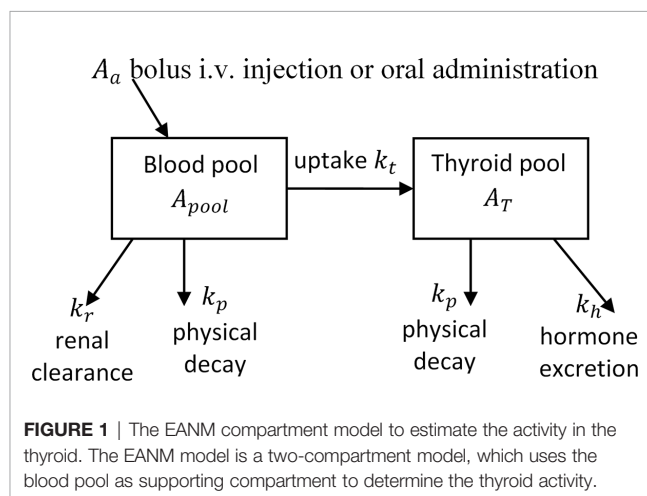 A_a bolus i.v. injection or oral administration
Blood pool
A_pool
uptake k_t
Thyroid pool
A_T
k_r
renal
clearance
k_p
physical
decay
k_p
physical
decay
k_h
hormone
excretion
FIGURE 1 | The EANM compartment model to estimate the activity in the
thyroid. The EANM model is a two-compartment model, which uses the
blood pool as supporting compartment to determine the thyroid activity.